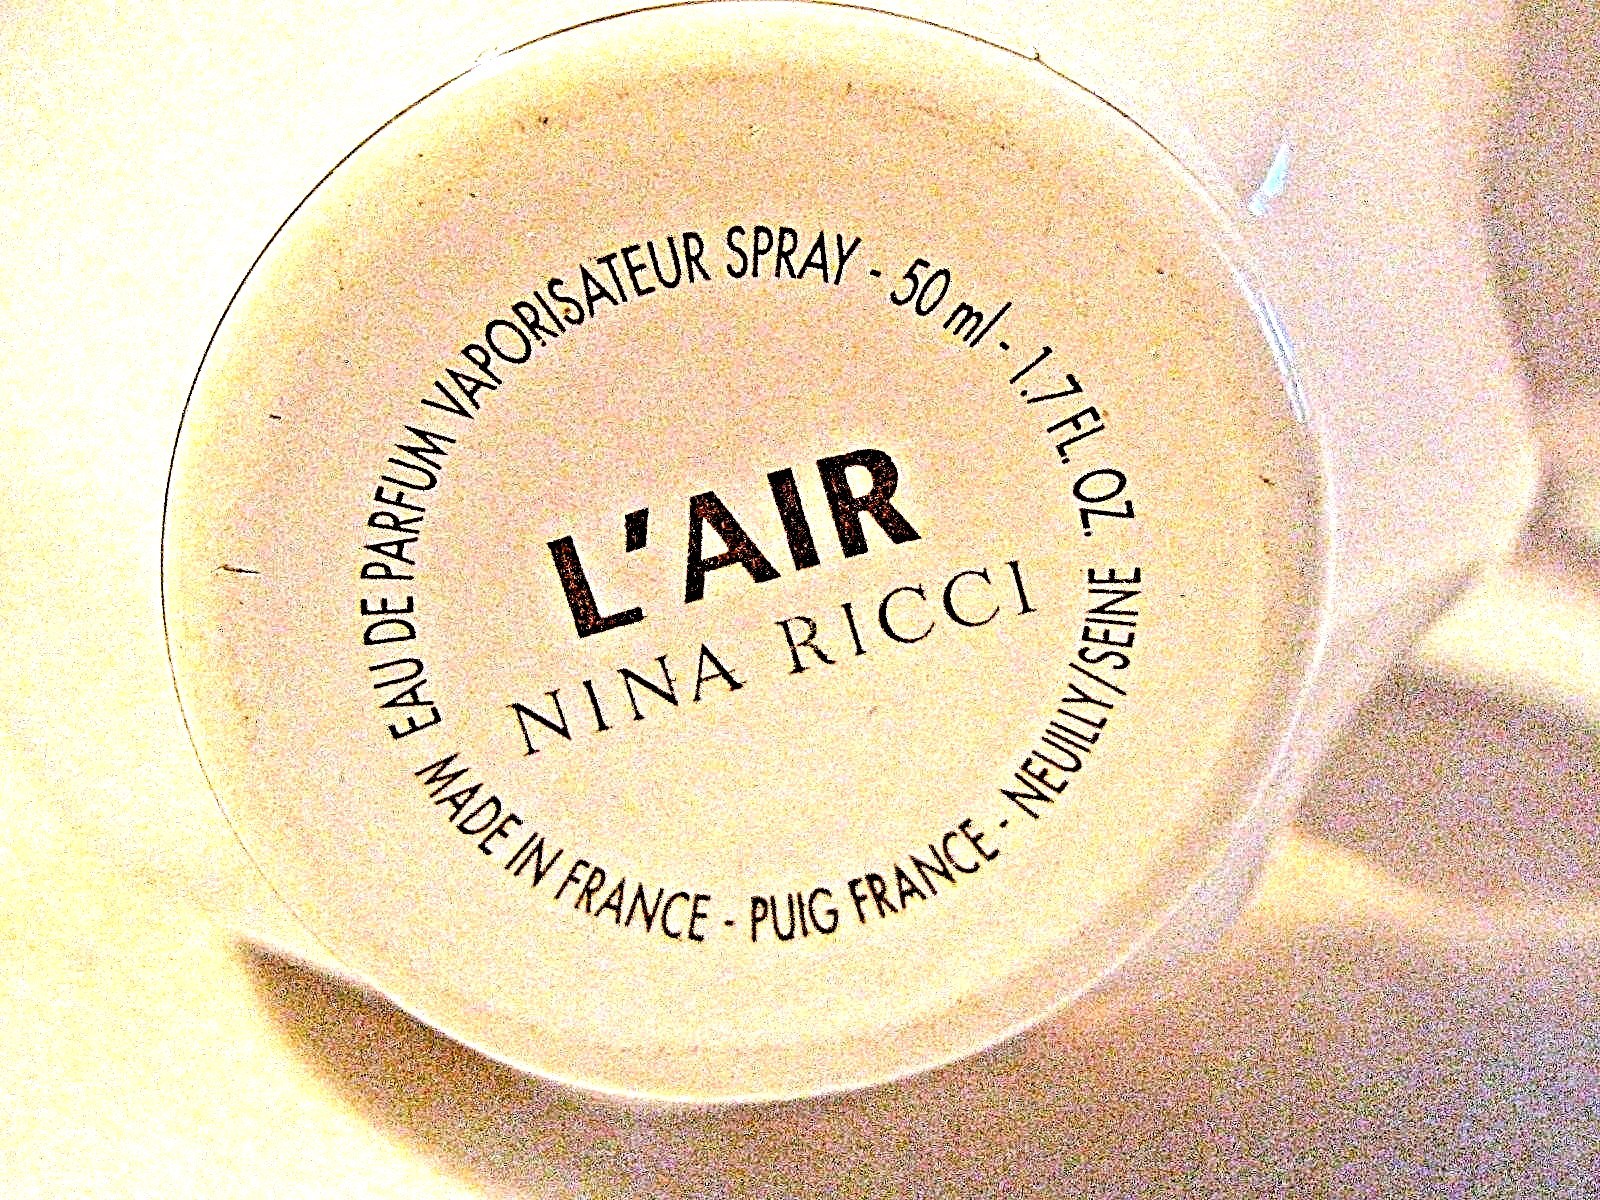 EAU DE PARFUM VAPORISATEUR SPRAY - 50 ml - 1.7 FL. OZ.
L'AIR
NINA RICCI
MADE IN FRANCE - PUIG FRANCE - NEUILLY/SEINE